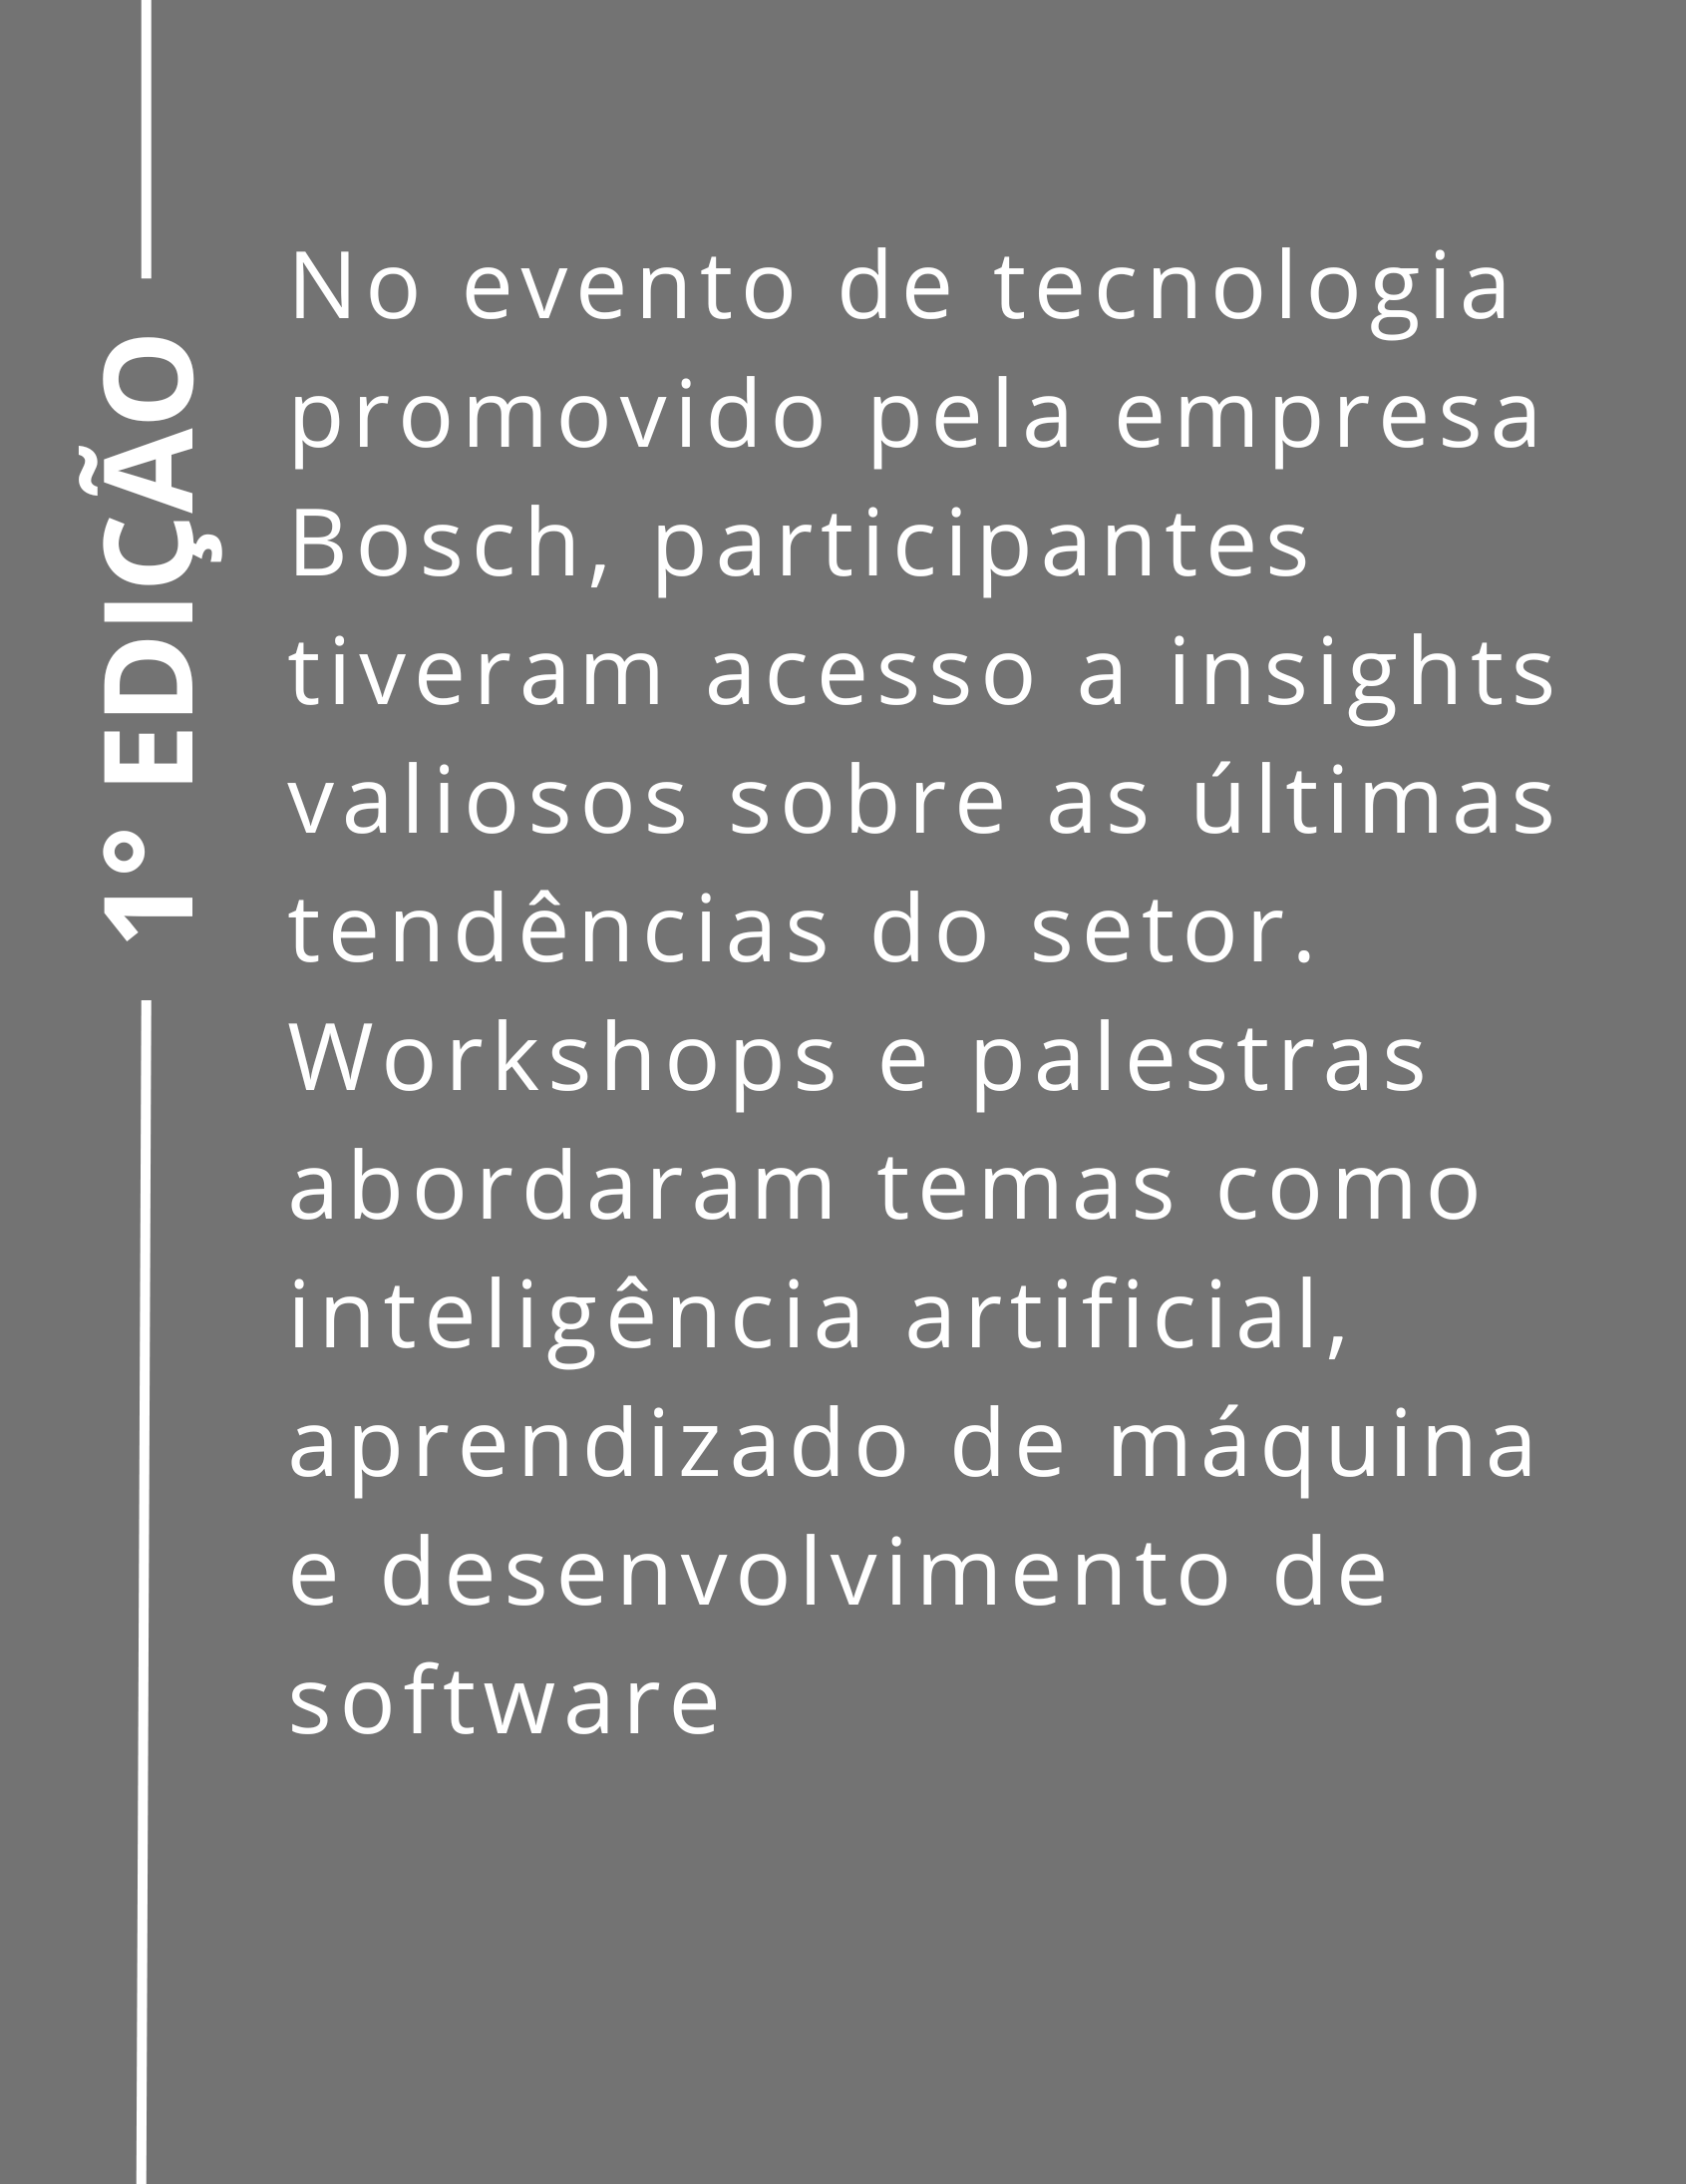 1° EDIÇÃO
No evento de tecnologia
promovido pela empresa
Bosch, participantes
tiveram acesso a insights
valiosos sobre as últimas
tendências do setor.
Workshops e palestras
abordaram temas como
inteligência artificial,
aprendizado de máquina
e desenvolvimento de
software